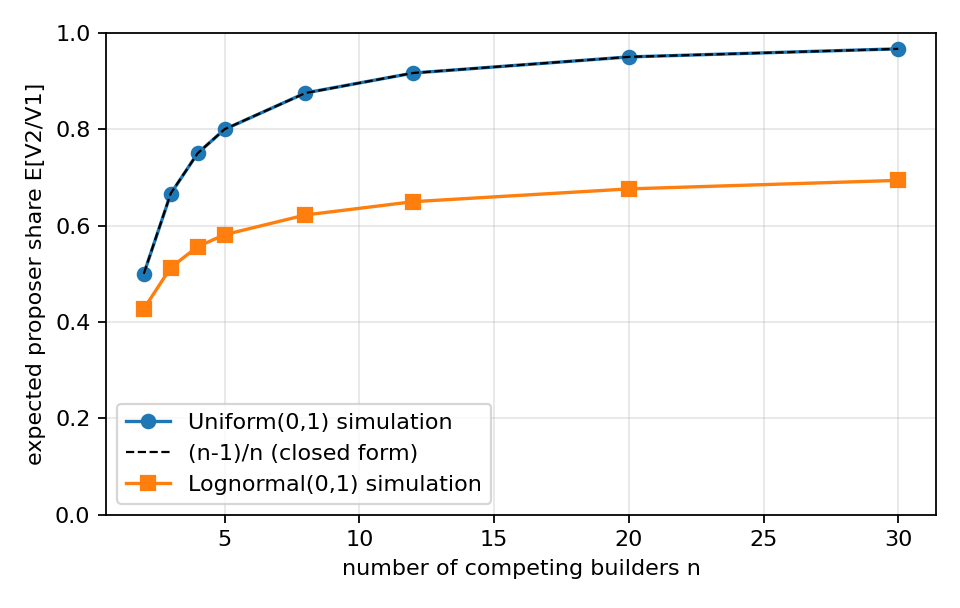 1.0
0.8
0.6
0.4
0.2
0.0
expected proposer share E[V2/V1]
Uniform(0,1) simulation
(n-1)/n (closed form)
Lognormal(0,1) simulation
5
10
15
20
25
30
number of competing builders n